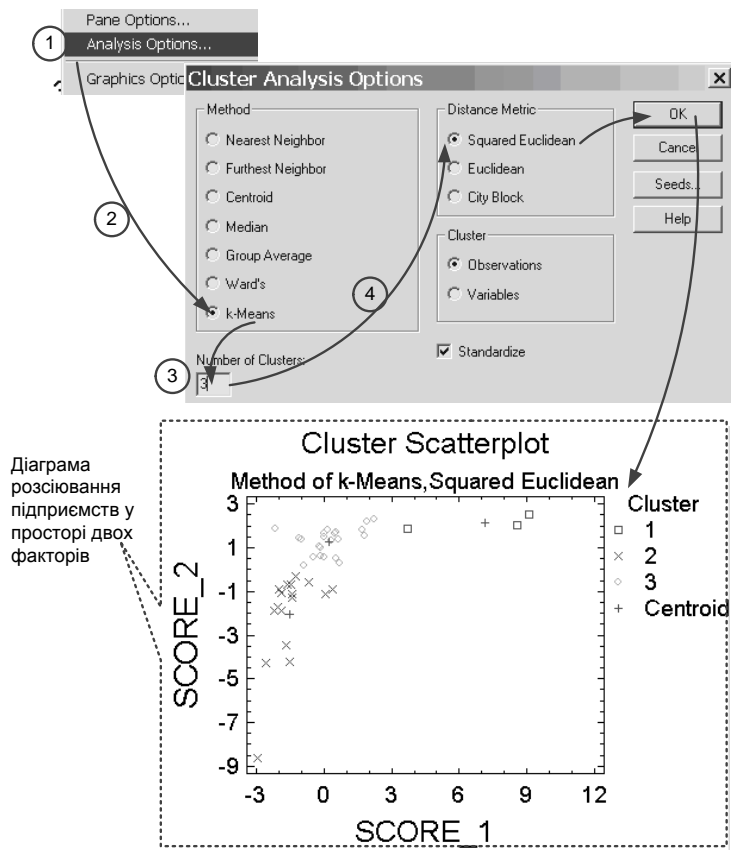 Pane Options...
1
Analysis Options...
Graphics Optic
Cluster Analysis Options
Method
Nearest Neighbor
Furthest Neighbor
Centroid
Median
Group Average
Ward's
k-Means
2
Number of Clusters:
3
3
4
Distance Metric
Squared Euclidean
Euclidean
City Block
Cluster
Observations
Variables
Standardize
OK
Cance
Seeds...
Help
Діаграма
розсіювання
підприємств у
просторі двох
факторів
Cluster Scatterplot
Method of k-Means,Squared Euclidean
SCORE_2
3
1
-1
-3
-5
-7
-9
-3 0 3 6 9 12
SCORE_1
Cluster
1
2
3
Centroid